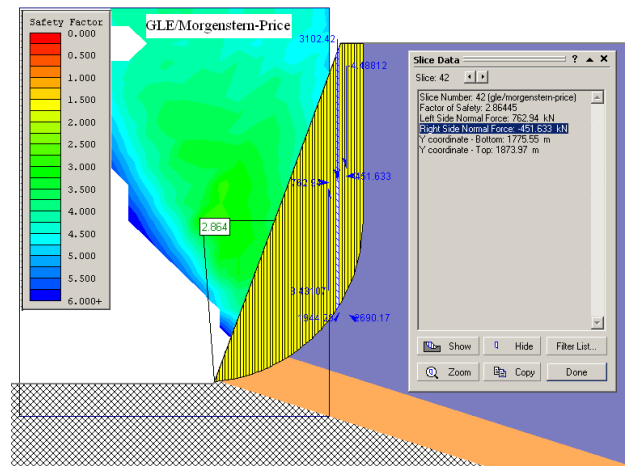 Safety Factor
0.000
0.500
1.000
1.500
2.000
2.500
3.000
3.500
4.000
4.500
5.000
5.500
6.000+
GLE/Morgenstern-Price
3102.42
4.48812
762.94
451.633
2.864
3.43107
1944.28
2690.17
Slice Data
Slice: 42
Slice Number: 42 (gle/morgenstern-price)
Factor of Safety: 2.86445
Left Side Normal Force: 762.94 kN
Right Side Normal Force: -451.633 kN
Y coordinate - Bottom: 1775.55 m
Y coordinate - Top: 1873.97 m
Show
Hide
Filter List...
Zoom
Copy
Done